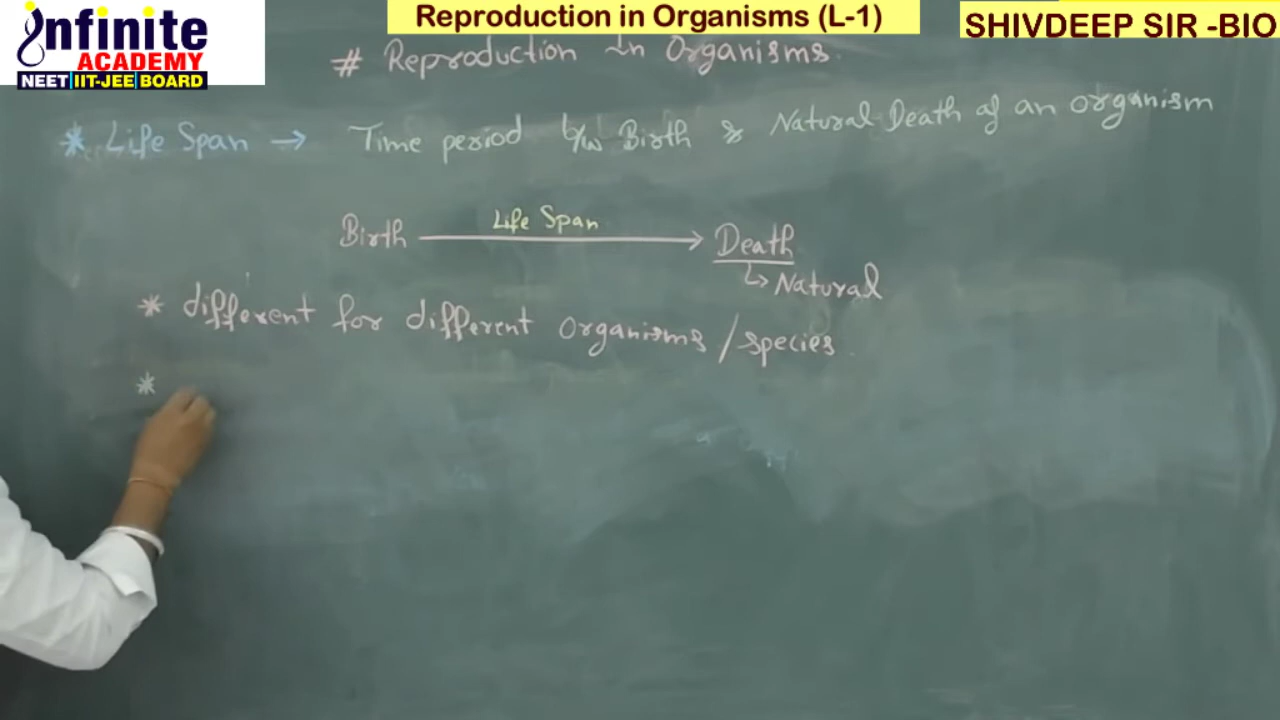 infinite
ACADEMY
NEET IIT-JEE BOARD
Reproduction in Organisms (L-1)
SHIVDEEP SIR -BIO
# Reproduction in Organisms.
* Life Span → Time period b/w Birth & Natural Death of an organism
Birth Life Span → Death
↳ Natural
* different for different organisms / species.
*